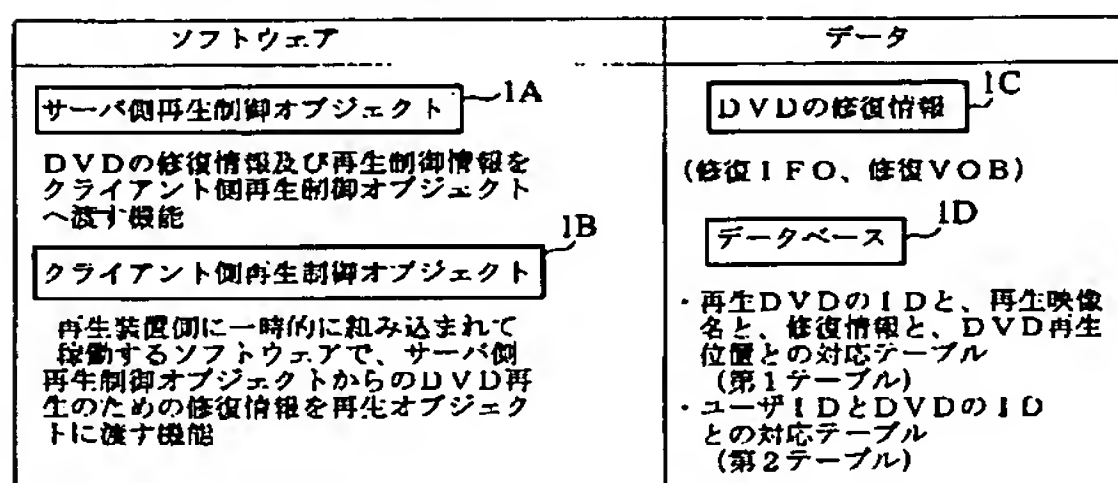 ソフトウェア
サーバ側再生制御オブジェクト
1A
DVDの修復情報及び再生制御情報を
クライアント側再生制御オブジェクト
へ渡す機能
1B
クライアント側再生制御オブジェクト
再生装置側に一時的に組み込まれて
稼動するソフトウェアで、サーバ側
再生制御オブジェクトからのDVD再
生のための修復情報を再生オブジェク
トに渡す機能
データ
1C
DVDの修復情報
(修復IFO、修復VOB)
1D
データベース
・再生DVDのIDと、再生映像
名と、修復情報と、DVD再生
位置との対応テーブル
(第1テーブル)
・ユーザIDとDVDのID
との対応テーブル
(第2テーブル)